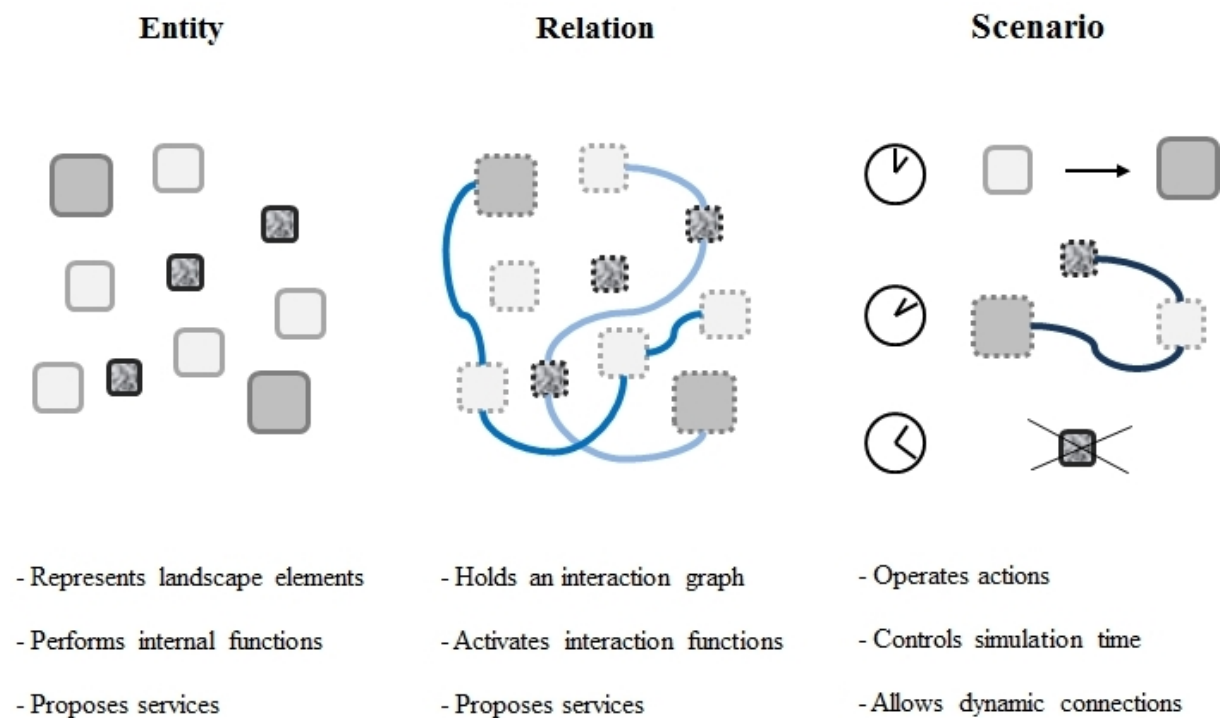 Entity
Relation
Scenario
- Represents landscape elements
- Performs internal functions
- Proposes services
- Holds an interaction graph
- Activates interaction functions
- Proposes services
- Operates actions
- Controls simulation time
- Allows dynamic connections